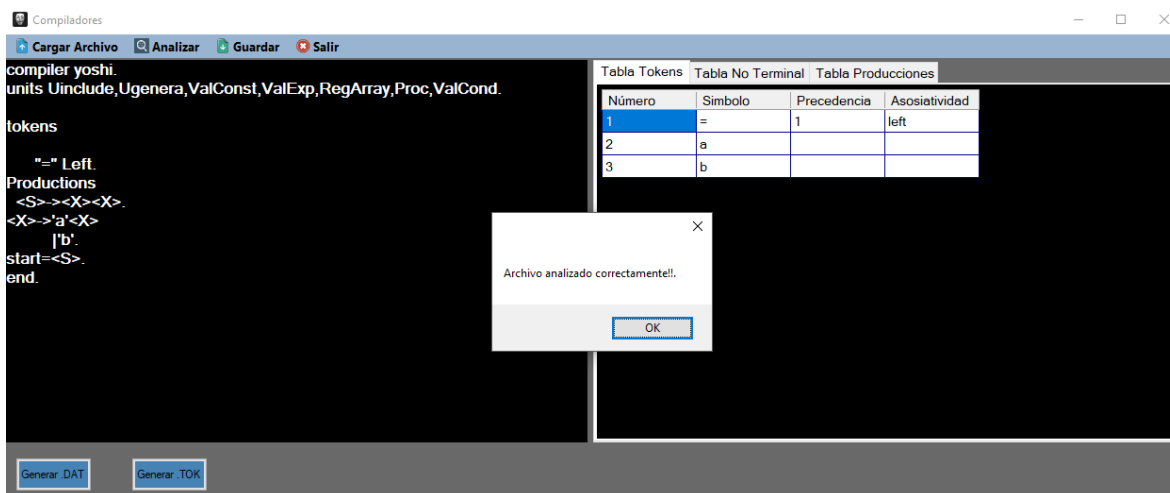 Compiladores
Cargar Archivo Analizar Guardar Salir
compiler yoshi.
units Uinclude,Ugenera,ValConst,ValExp,RegArray,Proc,ValCond.
tokens
"=" Left.
Productions
<S>-><X><X>.
<X>->'a'<X>
|'b'.
start=<S>.
end.
Tabla Tokens Tabla No Terminal Tabla Producciones
Número Simbolo Precedencia Asosiatividad
1 = 1 left
2 a
3 b
Archivo analizado correctamente!!.
OK
Generar .DAT Generar .TOK